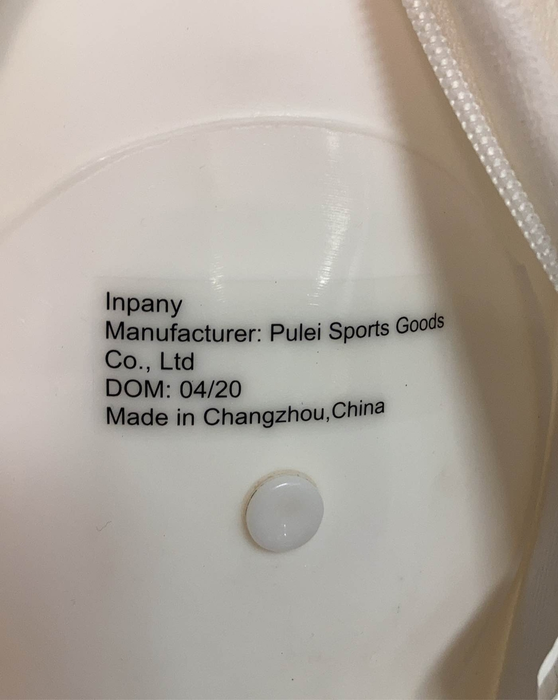 Inpany
Manufacturer: Pulei Sports Goods
Co., Ltd
DOM: 04/20
Made in Changzhou,China